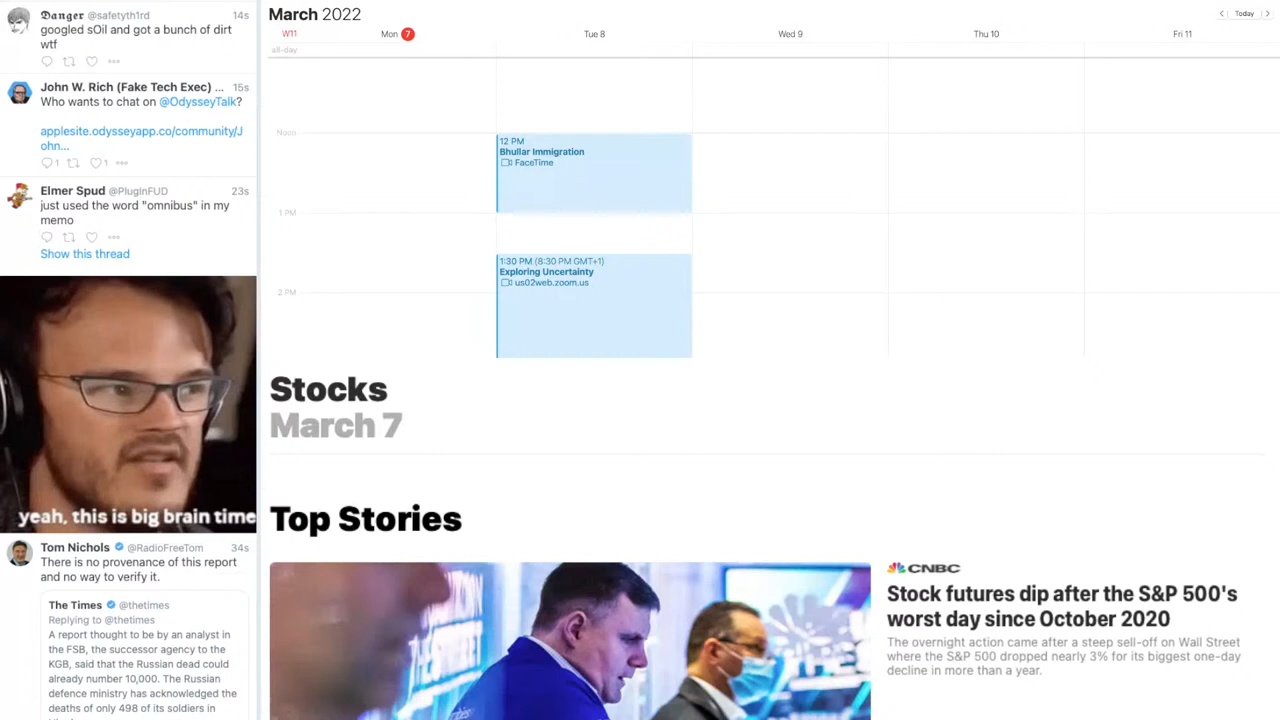 Danger @safetyth1rd 14s
googled sOil and got a bunch of dirt
wtf
John W. Rich (Fake Tech Exec) ... 15s
Who wants to chat on @OdysseyTalk?
applesite.odysseyapp.co/community/J
ohn...
1 1
Elmer Spud @PlugInFUD 23s
just used the word "omnibus" in my
memo
Show this thread
yeah, this is big brain time
Tom Nichols @RadioFreeTom 34s
There is no provenance of this report
and no way to verify it.
The Times @thetimes
Replying to @thetimes
A report thought to be by an analyst in
the FSB, the successor agency to the
KGB, said that the Russian dead could
already number 10,000. The Russian
defence ministry has acknowledged the
deaths of only 498 of its soldiers in
March 2022
Today
W11 Mon 7 Tue 8 Wed 9 Thu 10 Fri 11
all-day
Noon
12 PM
Bhullar Immigration
FaceTime
1 PM
1:30 PM (8:30 PM GMT+1)
Exploring Uncertainty
us02web.zoom.us
2 PM
Stocks
March 7
Top Stories
CNBC
Stock futures dip after the S&P 500's
worst day since October 2020
The overnight action came after a steep sell-off on Wall Street
where the S&P 500 dropped nearly 3% for its biggest one-day
decline in more than a year.